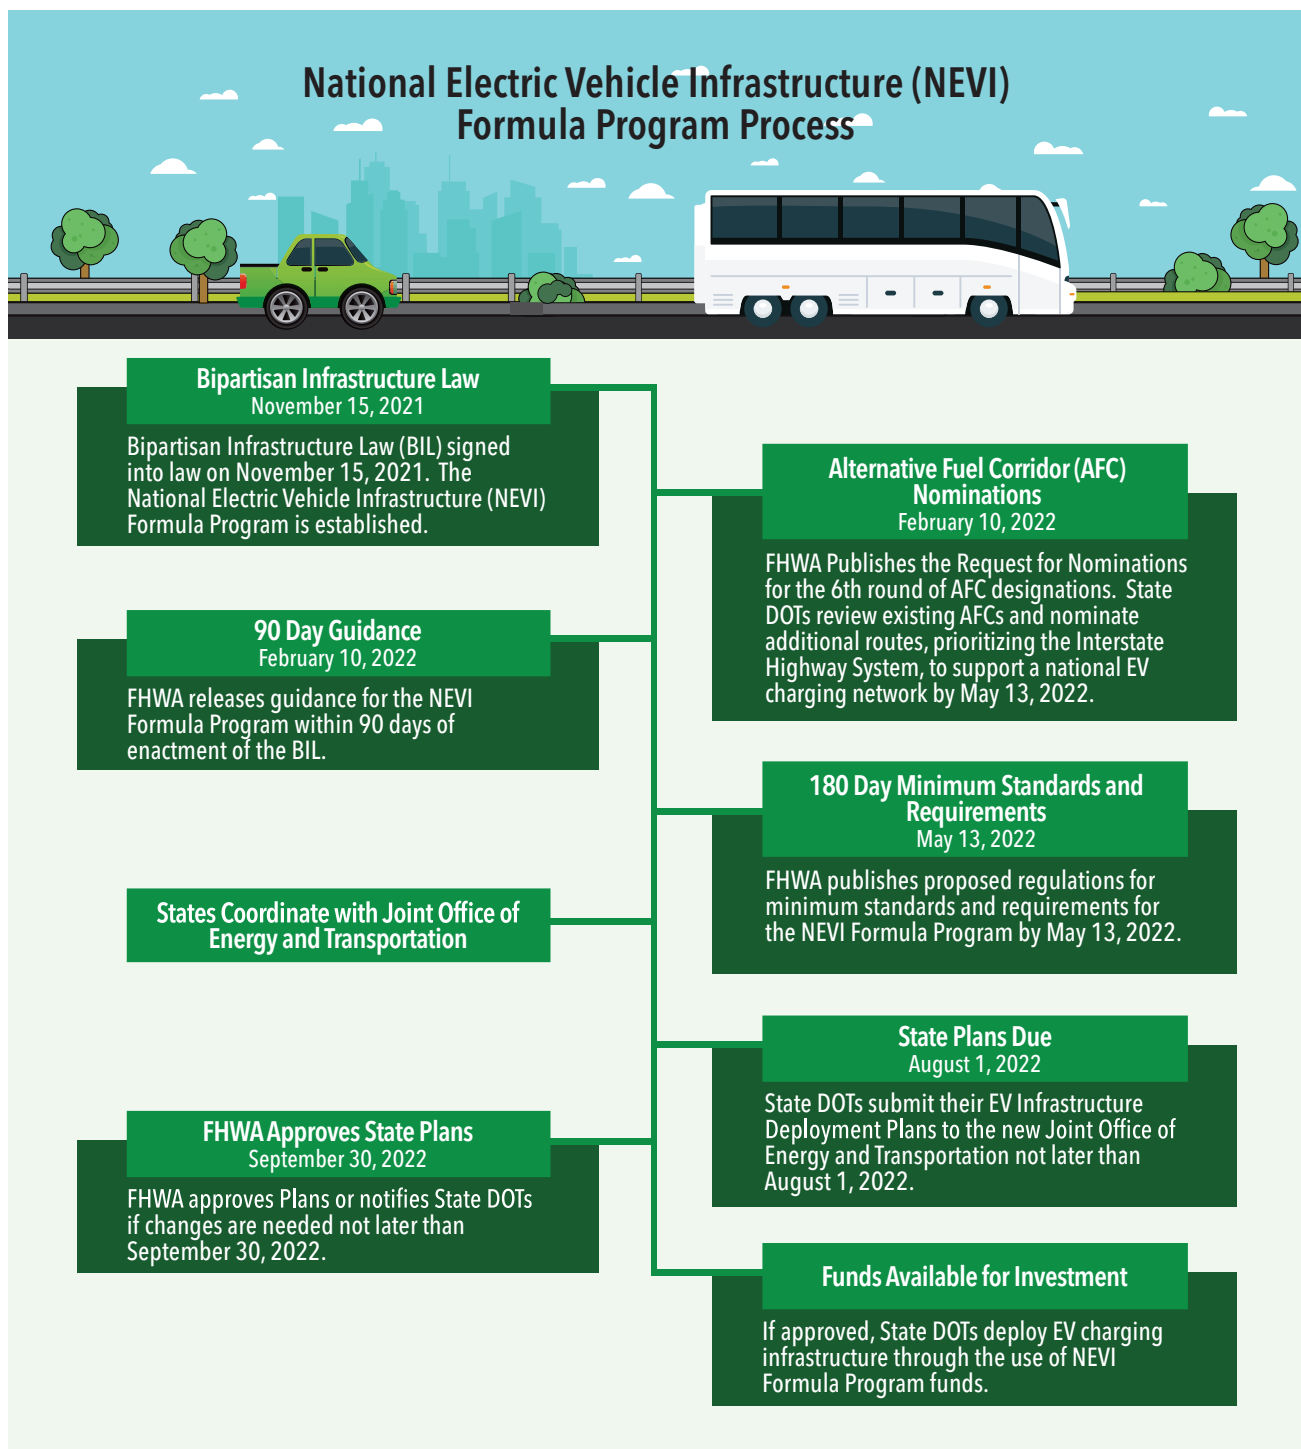 National Electric Vehicle Infrastructure (NEVI)
Formula Program Process
Bipartisan Infrastructure Law
November 15, 2021
Bipartisan Infrastructure Law (BIL) signed
into law on November 15, 2021. The
National Electric Vehicle Infrastructure (NEVI)
Formula Program is established.
Alternative Fuel Corridor (AFC)
Nominations
February 10, 2022
FHWA Publishes the Request for Nominations
for the 6th round of AFC designations. State
DOTs review existing AFCs and nominate
additional routes, prioritizing the Interstate
Highway System, to support a national EV
charging network by May 13, 2022.
90 Day Guidance
February 10, 2022
FHWA releases guidance for the NEVI
Formula Program within 90 days of
enactment of the BIL.
180 Day Minimum Standards and
Requirements
May 13, 2022
FHWA publishes proposed regulations for
minimum standards and requirements for
the NEVI Formula Program by May 13, 2022.
States Coordinate with Joint Office of
Energy and Transportation
State Plans Due
August 1, 2022
State DOTs submit their EV Infrastructure
Deployment Plans to the new Joint Office of
Energy and Transportation not later than
August 1, 2022.
FHWA Approves State Plans
September 30, 2022
FHWA approves Plans or notifies State DOTs
if changes are needed not later than
September 30, 2022.
Funds Available for Investment
If approved, State DOTs deploy EV charging
infrastructure through the use of NEVI
Formula Program funds.